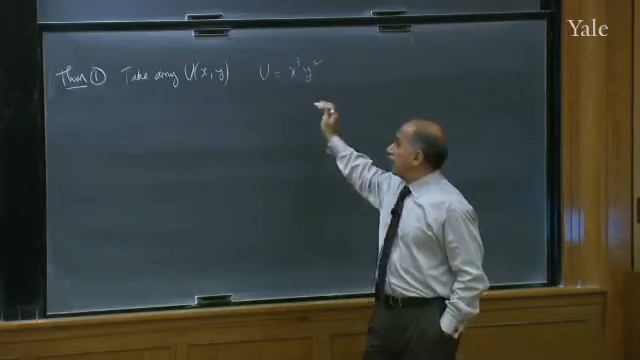 Yale
Thm ① Take any U(x, y) U = x³y²